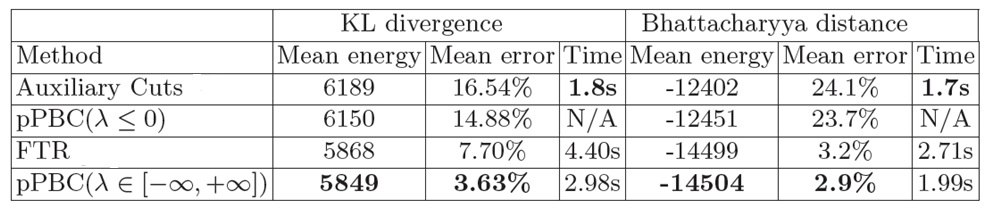 KL divergence Bhattacharyya distance
Method Mean energy Mean error Time Mean energy Mean error Time
Auxiliary Cuts 6189 16.54% 1.8s -12402 24.1% 1.7s
pPBC(λ ≤ 0) 6150 14.88% N/A -12451 23.7% N/A
FTR 5868 7.70% 4.40s -14499 3.2% 2.71s
pPBC(λ ∈ [−∞, +∞]) 5849 3.63% 2.98s -14504 2.9% 1.99s